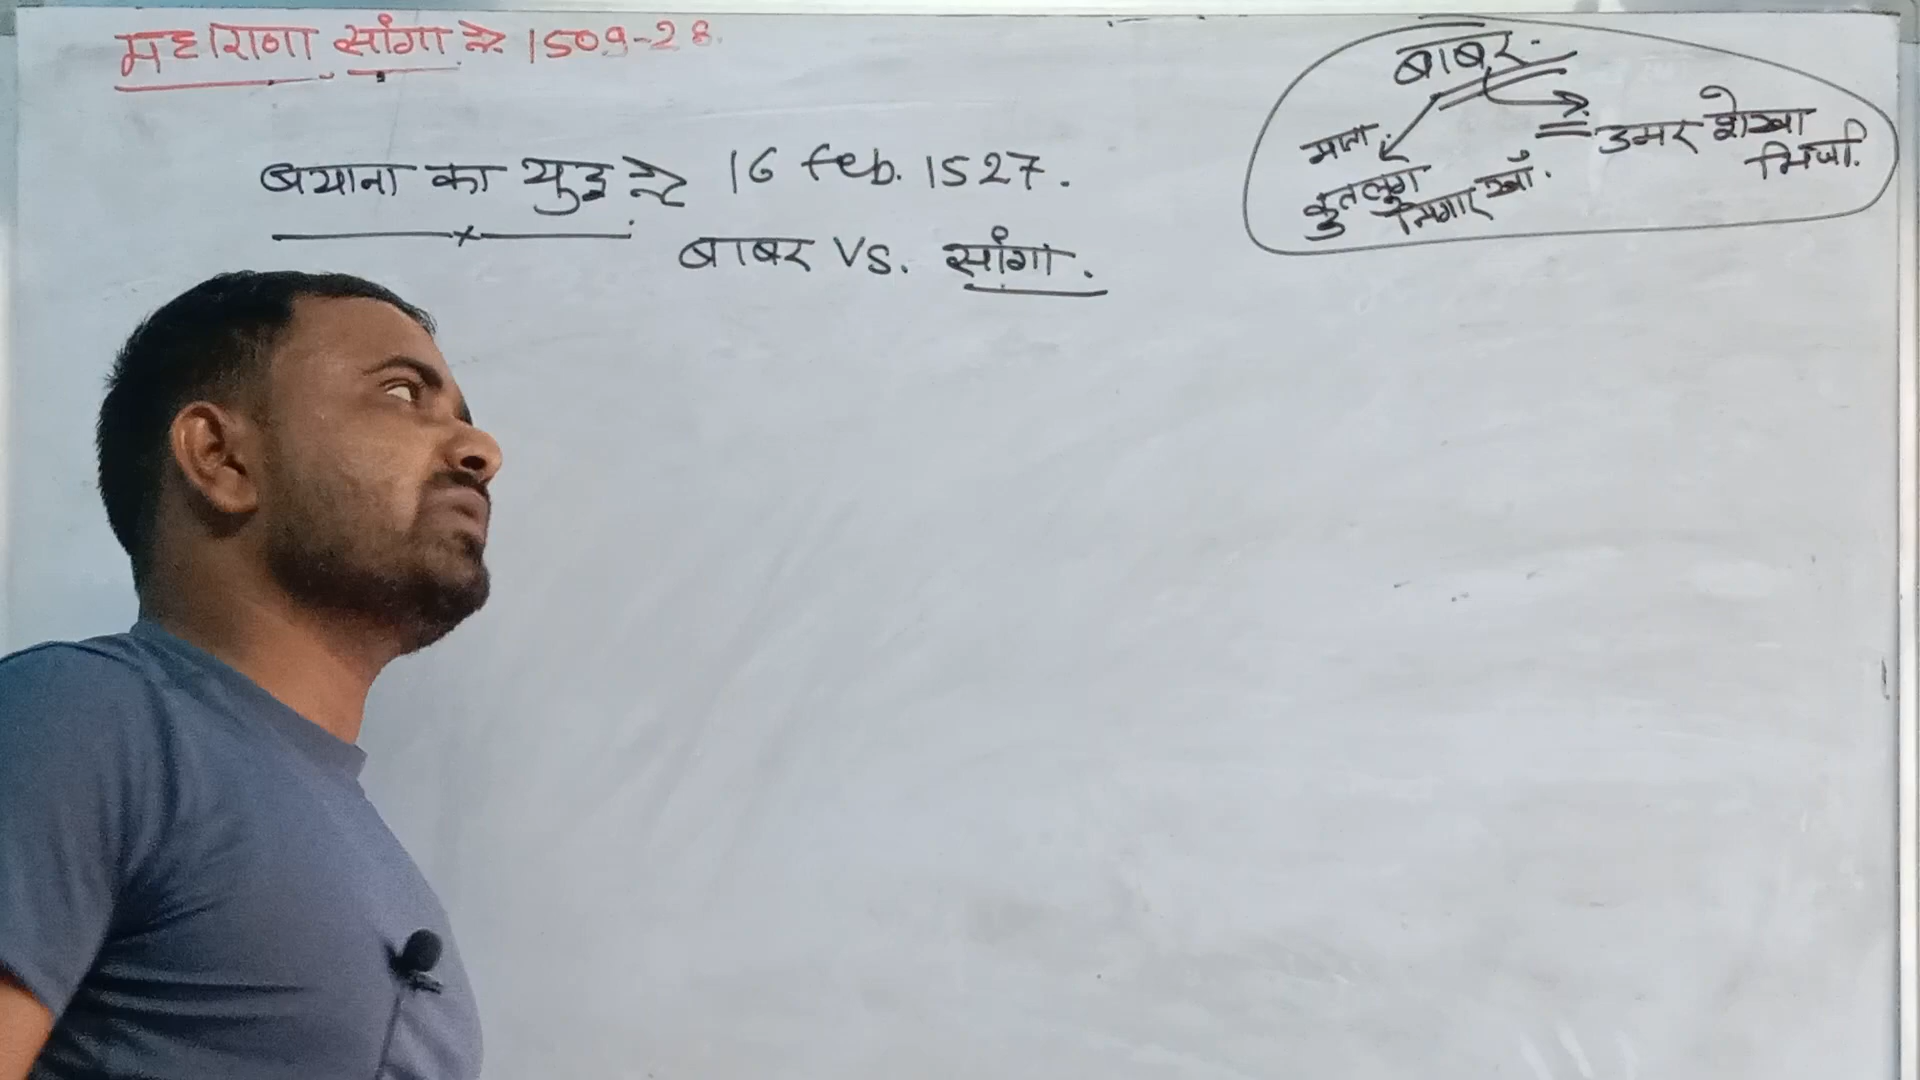 महाराणा सांगा ⇒ 1509-28.
बयाना का युद्ध ⇒ 16 feb. 1527.
बाबर Vs. सांगा.
बाबर.
माता.
कुतलुग
निगार खाँ.
उमर शेख
मिर्जा.